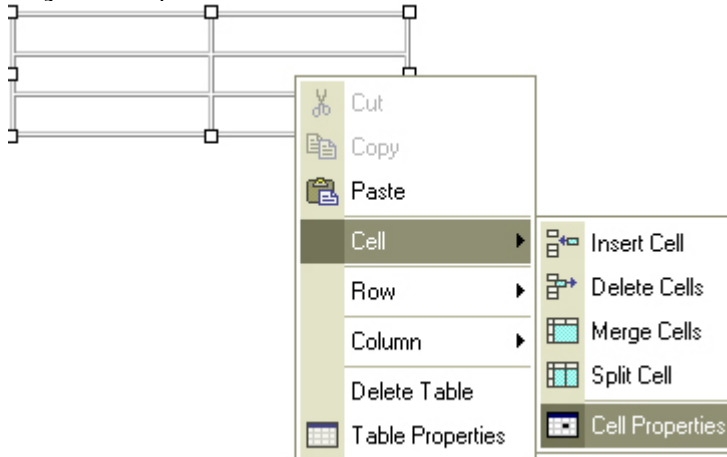 Cut
Copy
Paste
Cell
Row
Column
Delete Table
Table Properties
Insert Cell
Delete Cells
Merge Cells
Split Cell
Cell Properties